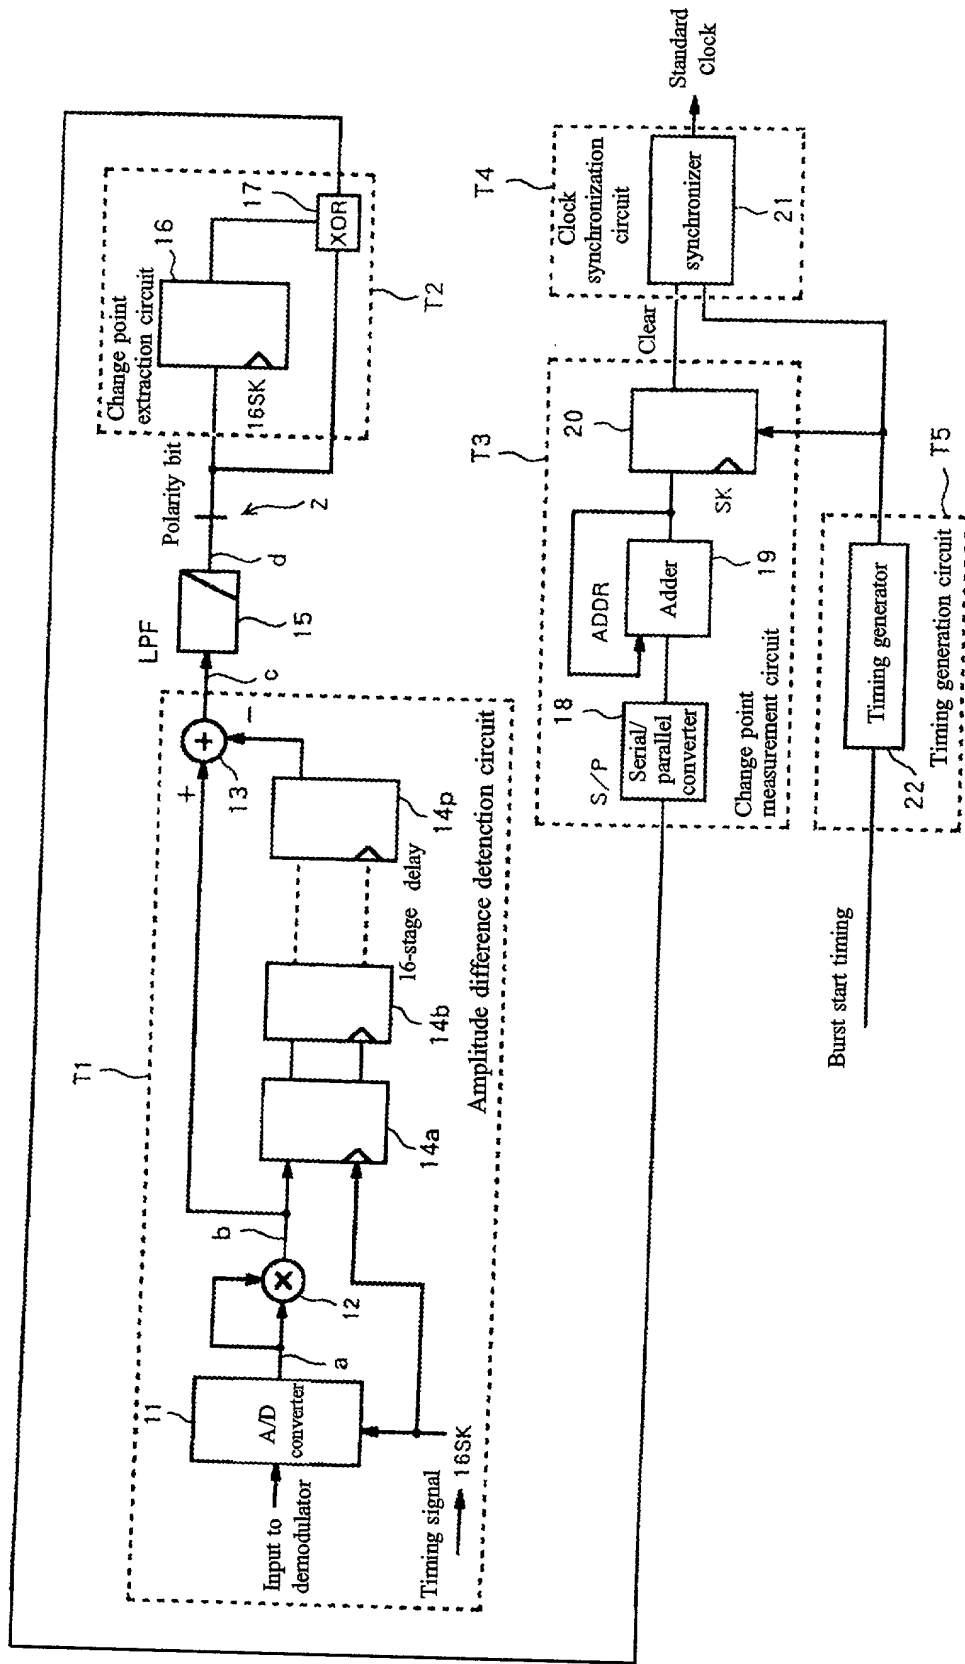 T1
Input to
demodulator
11
A/D
converter
Timing signal
16SK
a
12
b
+
13
−
14a
14b
16-stage delay
14p
Amplitude difference detenction circuit
c
LPF
15
d
Polarity bit
2
Change point
extraction circuit
16
16SK
17
XOR
T2
T3
S/P
18
Serial/
parallel
converter
ADDR
Adder
19
20
SK
Change point
measurement circuit
Clear
T4
Clock
synchronization
circuit
synchronizer
21
Standard
clock
Burst start timing
22
Timing generator
Timing generation circuit
T5